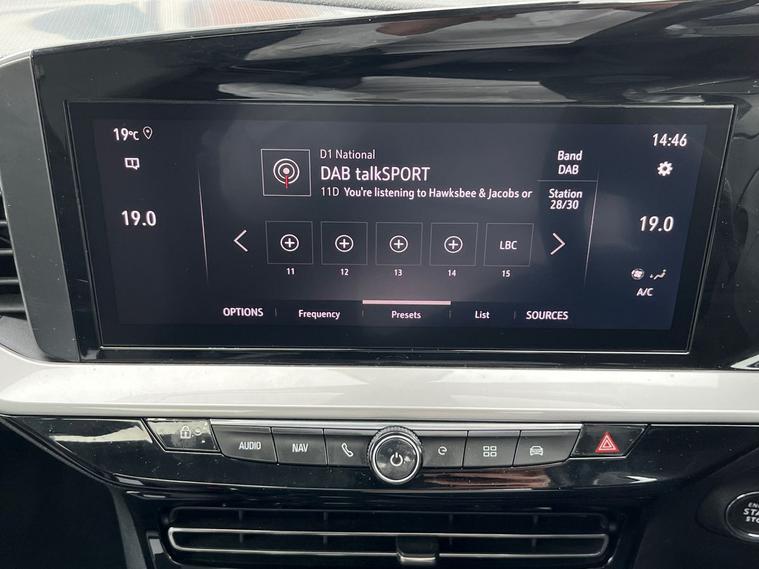 19°C
14:46
D1 National
DAB talkSPORT
11D You're listening to Hawksbee & Jacobs or
Band
DAB
Station
28/30
19.0
19.0
LBC
11
12
13
14
15
A/C
OPTIONS
Frequency
Presets
List
SOURCES
AUDIO
NAV